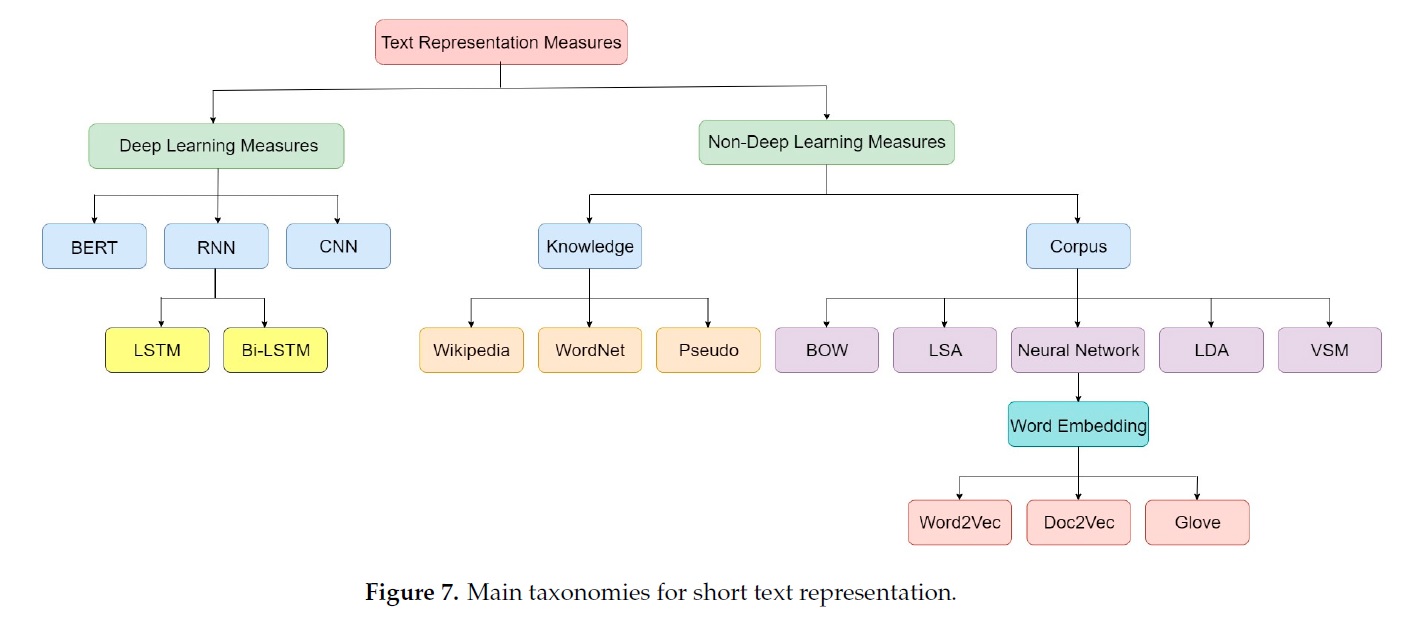 Text Representation Measures
Deep Learning Measures
Non-Deep Learning Measures
BERT
RNN
CNN
Knowledge
Corpus
LSTM
Bi-LSTM
Wikipedia
WordNet
Pseudo
BOW
LSA
Neural Network
LDA
VSM
Word Embedding
Word2Vec
Doc2Vec
Glove
Figure 7. Main taxonomies for short text representation.